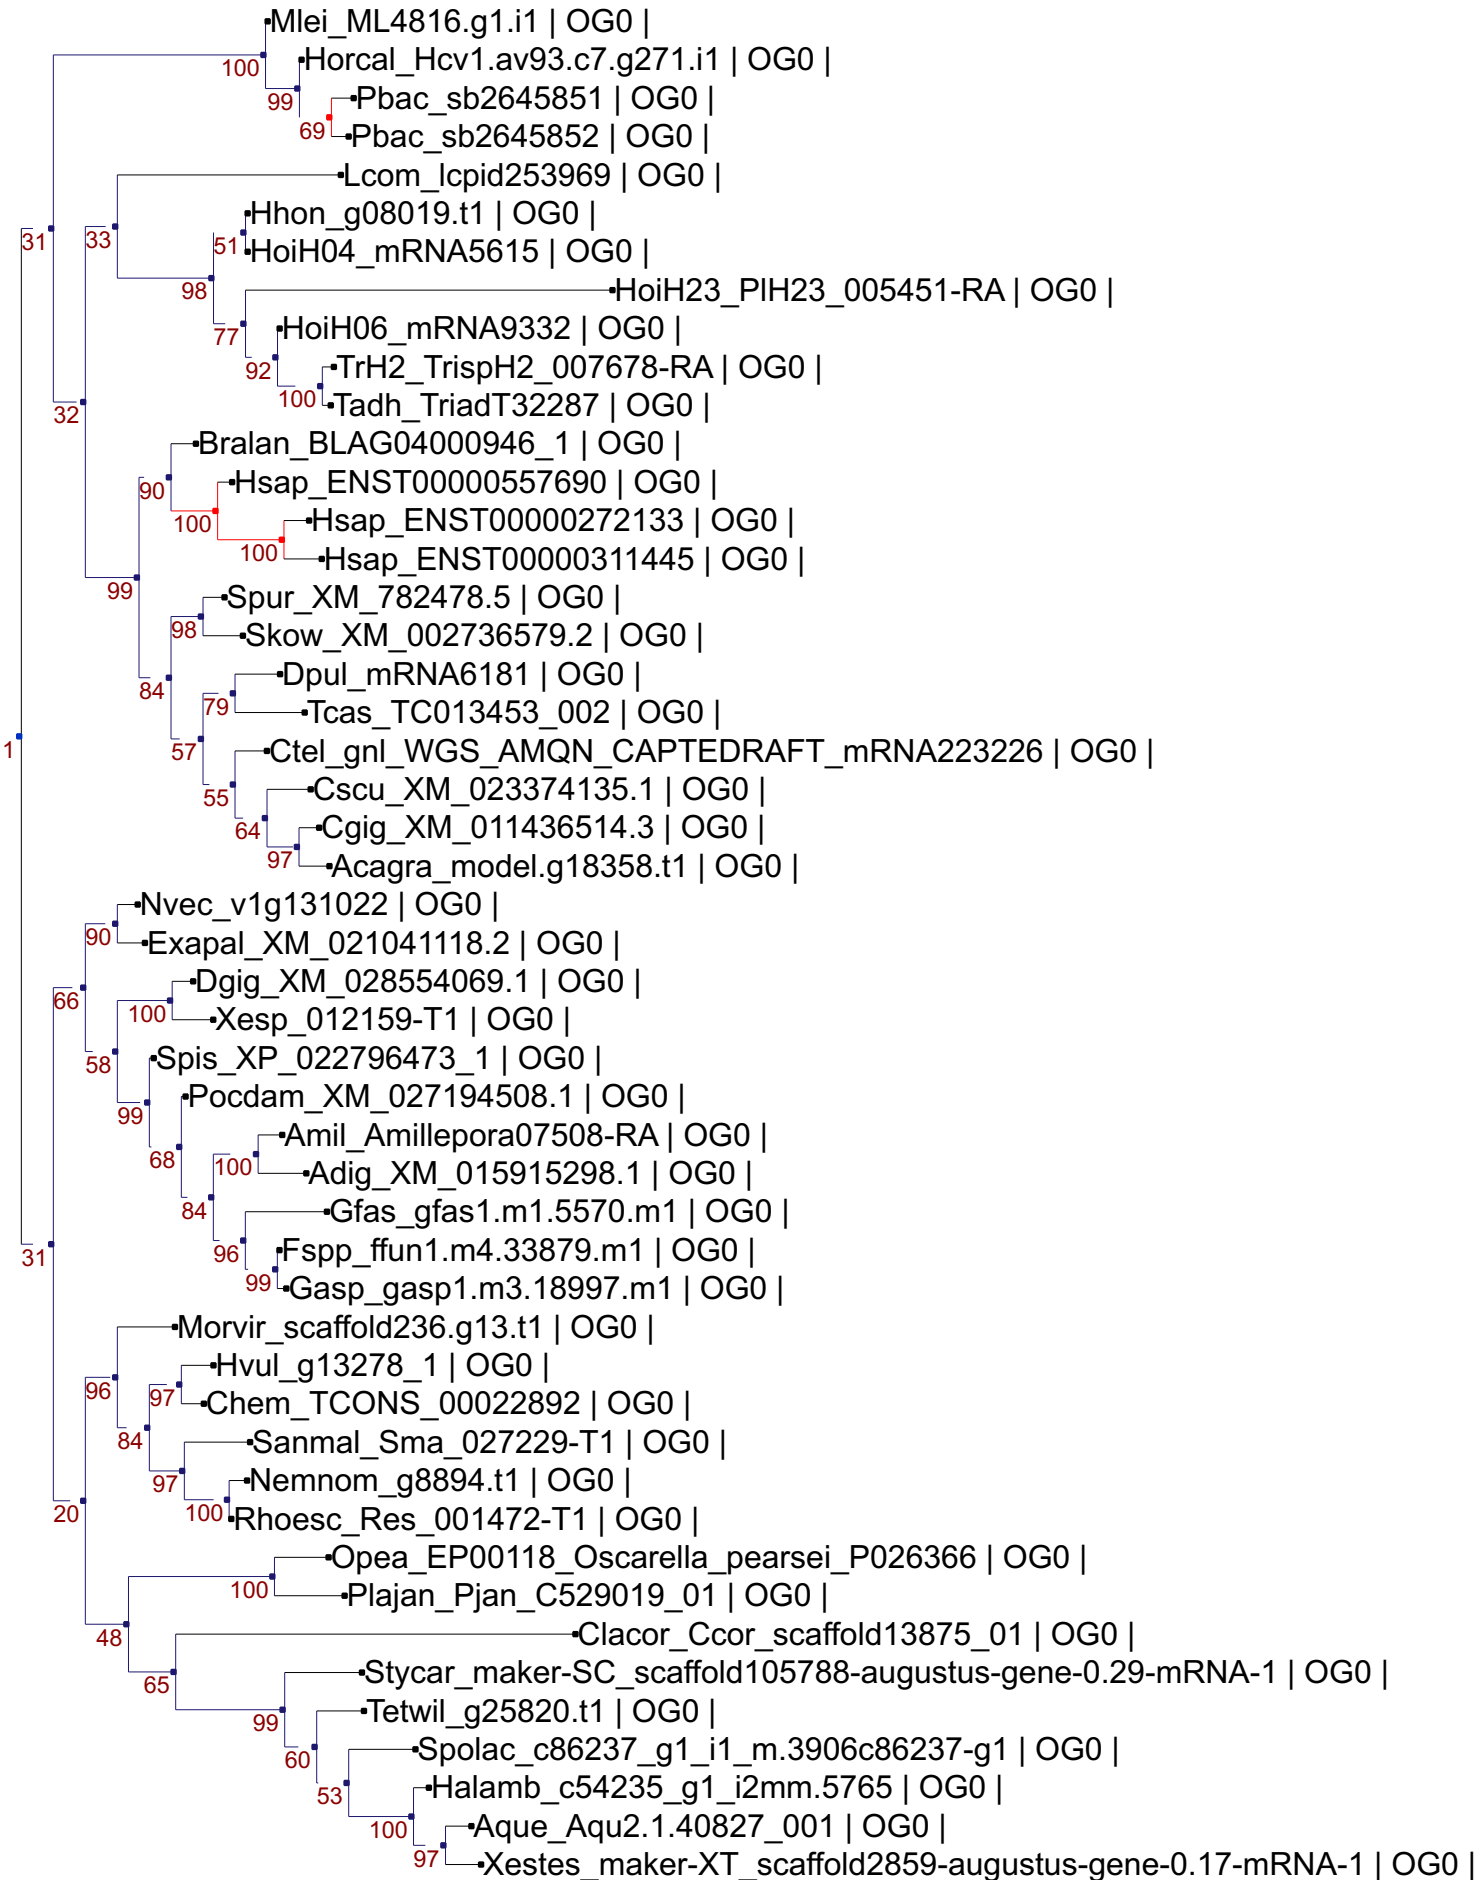 Mlei_ML4816.g1.i1 | OG0 |
100
Horcal_Hcv1.av93.c7.g271.i1 | OG0 |
99
Pbac_sb2645851 | OG0 |
69
Pbac_sb2645852 | OG0 |
Lcom_lcpid253969 | OG0 |
Hhon_g08019.t1 | OG0 |
31
33
51
HoiH04_mRNA5615 | OG0 |
98
HoiH23_PlH23_005451-RA | OG0 |
77
HoiH06_mRNA9332 | OG0 |
92
TrH2_TrispH2_007678-RA | OG0 |
100
Tadh_TriadT32287 | OG0 |
32
Bralan_BLAG04000946_1 | OG0 |
90
Hsap_ENST00000557690 | OG0 |
100
Hsap_ENST00000272133 | OG0 |
100
Hsap_ENST00000311445 | OG0 |
99
Spur_XM_782478.5 | OG0 |
98
Skow_XM_002736579.2 | OG0 |
84
Dpul_mRNA6181 | OG0 |
79
Tcas_TC013453_002 | OG0 |
1
57
Ctel_gnl_WGS_AMQN_CAPTEDRAFT_mRNA223226 | OG0 |
55
Cscu_XM_023374135.1 | OG0 |
64
Cgig_XM_011436514.3 | OG0 |
97
Acagra_model.g18358.t1 | OG0 |
Nvec_v1g131022 | OG0 |
90
Exapal_XM_021041118.2 | OG0 |
66
Dgig_XM_028554069.1 | OG0 |
100
Xesp_012159-T1 | OG0 |
58
Spis_XP_022796473_1 | OG0 |
99
Pocdam_XM_027194508.1 | OG0 |
68
Amil_Amillepora07508-RA | OG0 |
100
Adig_XM_015915298.1 | OG0 |
84
Gfas_gfas1.m1.5570.m1 | OG0 |
31
96
Fspp_ffun1.m4.33879.m1 | OG0 |
99
Gasp_gasp1.m3.18997.m1 | OG0 |
Morvir_scaffold236.g13.t1 | OG0 |
96
Hvul_g13278_1 | OG0 |
97
Chem_TCONS_00022892 | OG0 |
84
Sanmal_Sma_027229-T1 | OG0 |
97
Nemnom_g8894.t1 | OG0 |
20
100
Rhoesc_Res_001472-T1 | OG0 |
Opea_EP00118_Oscarella_pearsei_P026366 | OG0 |
100
Plajan_Pjan_C529019_01 | OG0 |
48
Clacor_Ccor_scaffold13875_01 | OG0 |
65
Stycar_maker-SC_scaffold105788-augustus-gene-0.29-mRNA-1 | OG0 |
99
Tetwil_g25820.t1 | OG0 |
60
Spolac_c86237_g1_i1_m.3906c86237-g1 | OG0 |
53
Halamb_c54235_g1_i2mm.5765 | OG0 |
100
Aque_Aqu2.1.40827_001 | OG0 |
97
Xestes_maker-XT_scaffold2859-augustus-gene-0.17-mRNA-1 | OG0 |